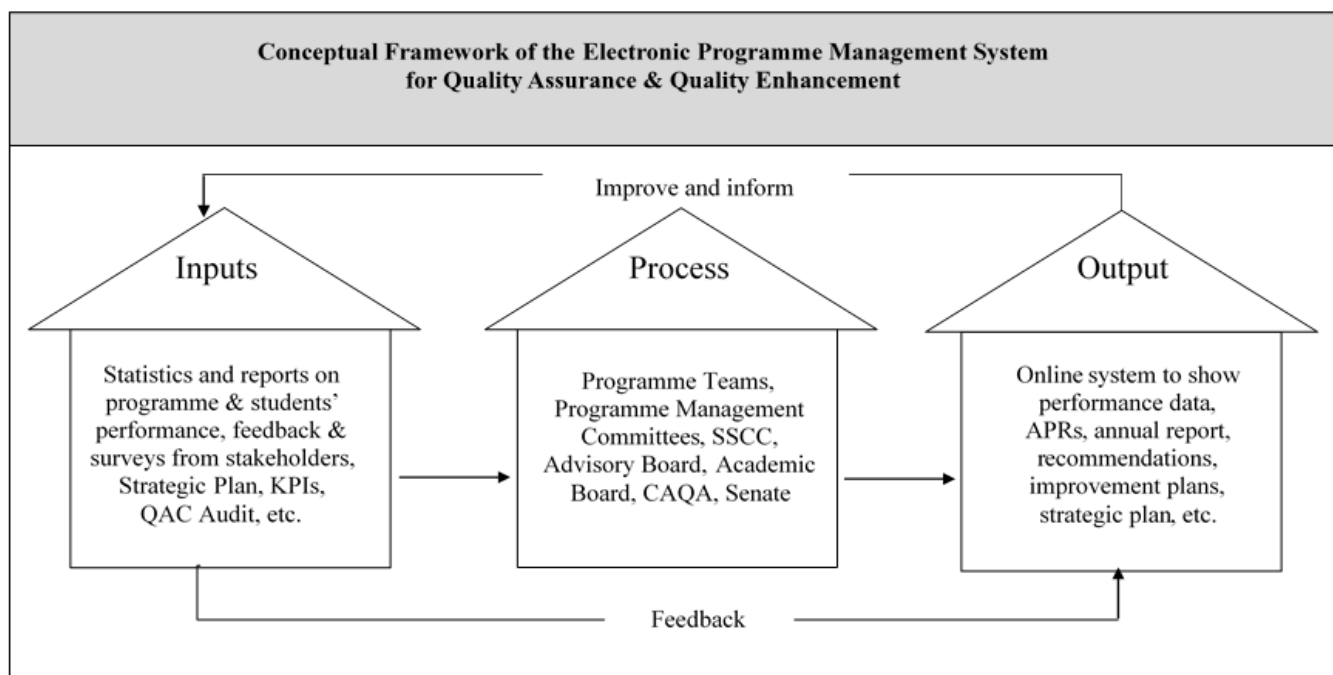 Conceptual Framework of the Electronic Programme Management System
for Quality Assurance & Quality Enhancement
Improve and inform
Inputs
Statistics and reports on
programme & students’
performance, feedback &
surveys from stakeholders,
Strategic Plan, KPIs,
QAC Audit, etc.
Process
Programme Teams,
Programme Management
Committees, SSCC,
Advisory Board, Academic
Board, CAQA, Senate
Output
Online system to show
performance data,
APRs, annual report,
recommendations,
improvement plans,
strategic plan, etc.
Feedback